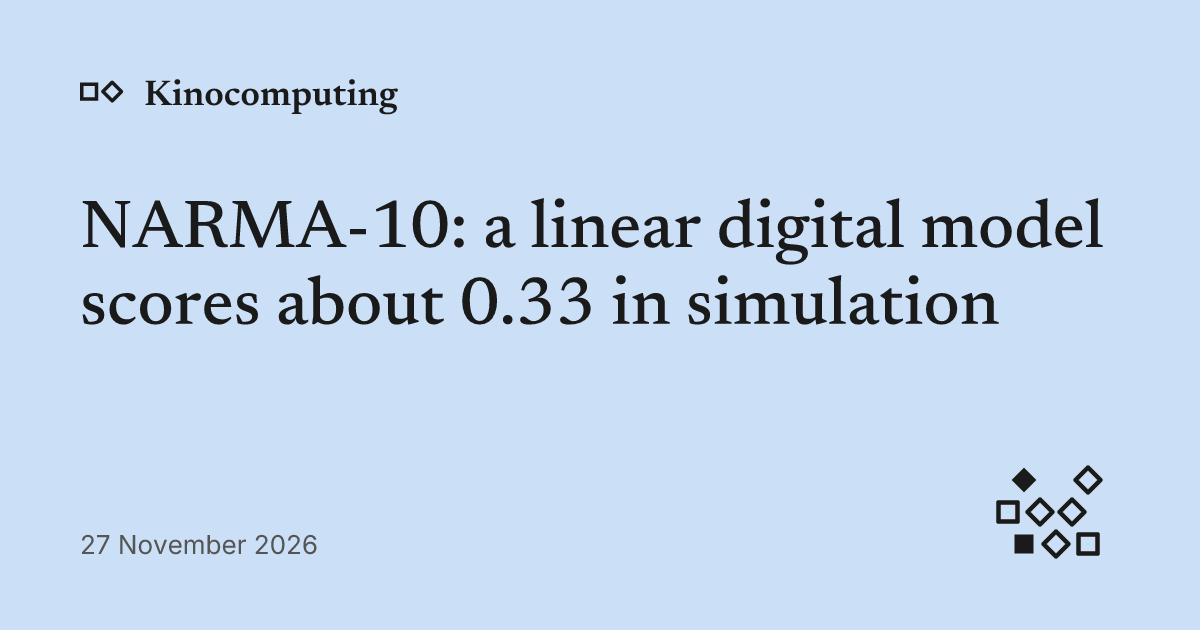 Kinocomputing
NARMA-10: a linear digital model
scores about 0.33 in simulation
27 November 2026